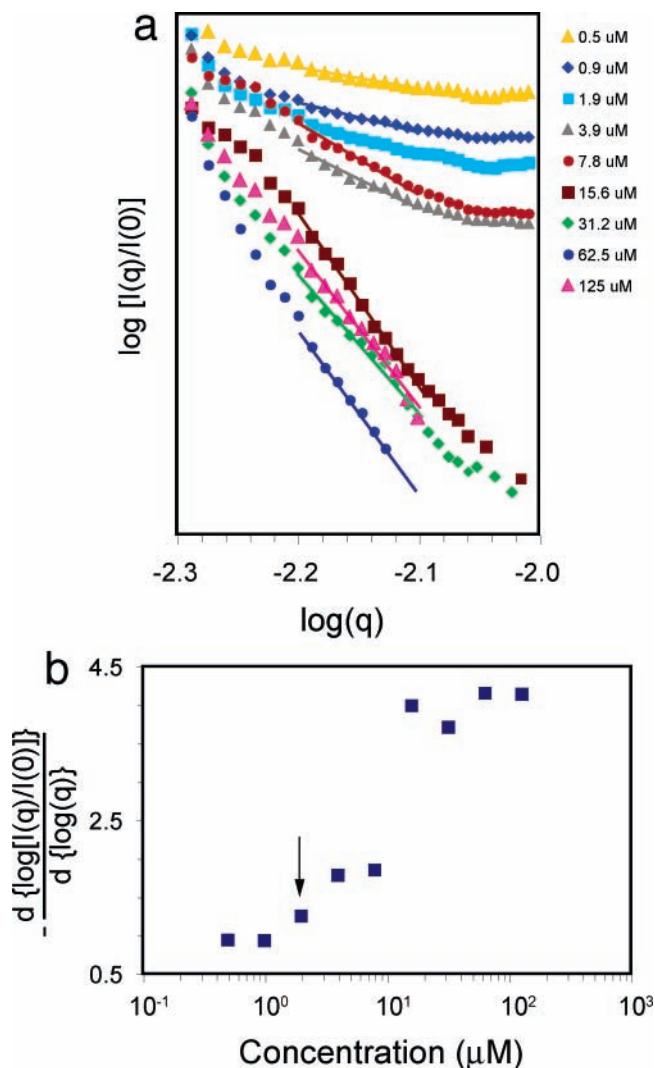 a
log [I(q)/I(0)]
0.5 uM
0.9 uM
1.9 uM
3.9 uM
7.8 uM
15.6 uM
31.2 uM
62.5 uM
125 uM
-2.3 -2.2 -2.1 -2.0
log(q)
b
- d {log[I(q)/I(0)]}
d {log(q)}
4.5
2.5
0.5
10⁻¹ 10⁰ 10¹ 10² 10³
Concentration (μM)